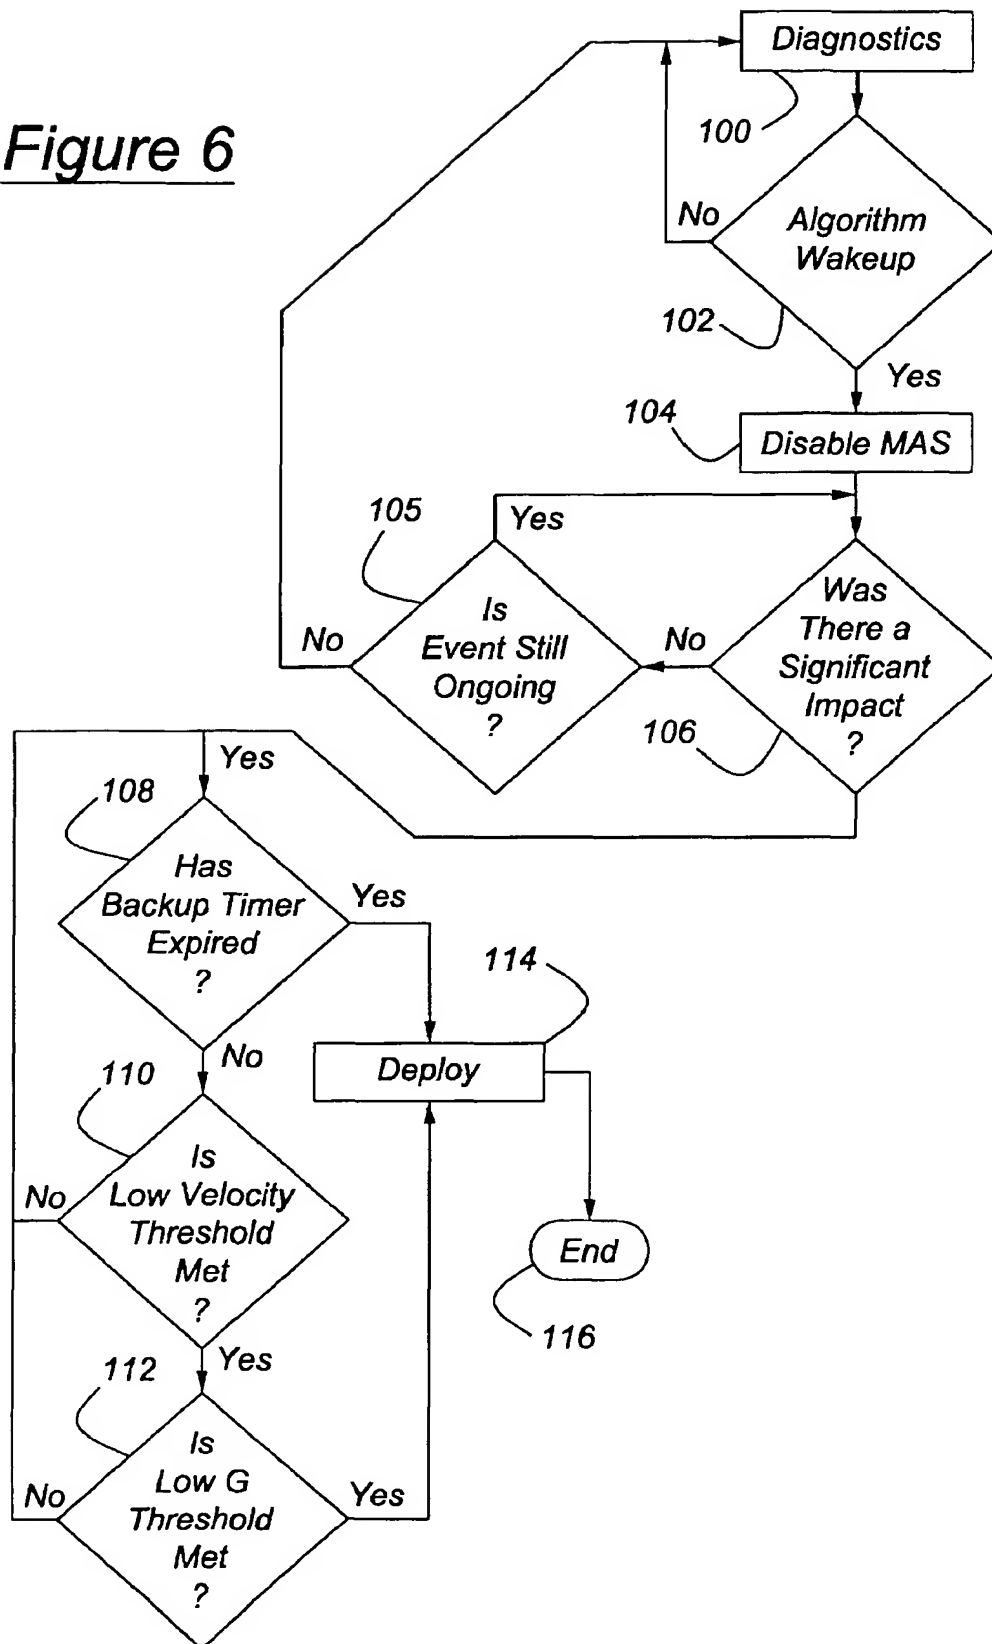 Figure 6
Diagnostics
100
Algorithm
Wakeup
No
102
Yes
104
Disable MAS
105
Yes
Is
Event Still
Ongoing
?
No
No
Was
There a
Significant
Impact
?
106
Yes
108
Has
Backup Timer
Expired
?
Yes
114
Deploy
No
110
Is
Low Velocity
Threshold
Met
?
No
End
116
Yes
112
Is
Low G
Threshold
Met
?
No
Yes